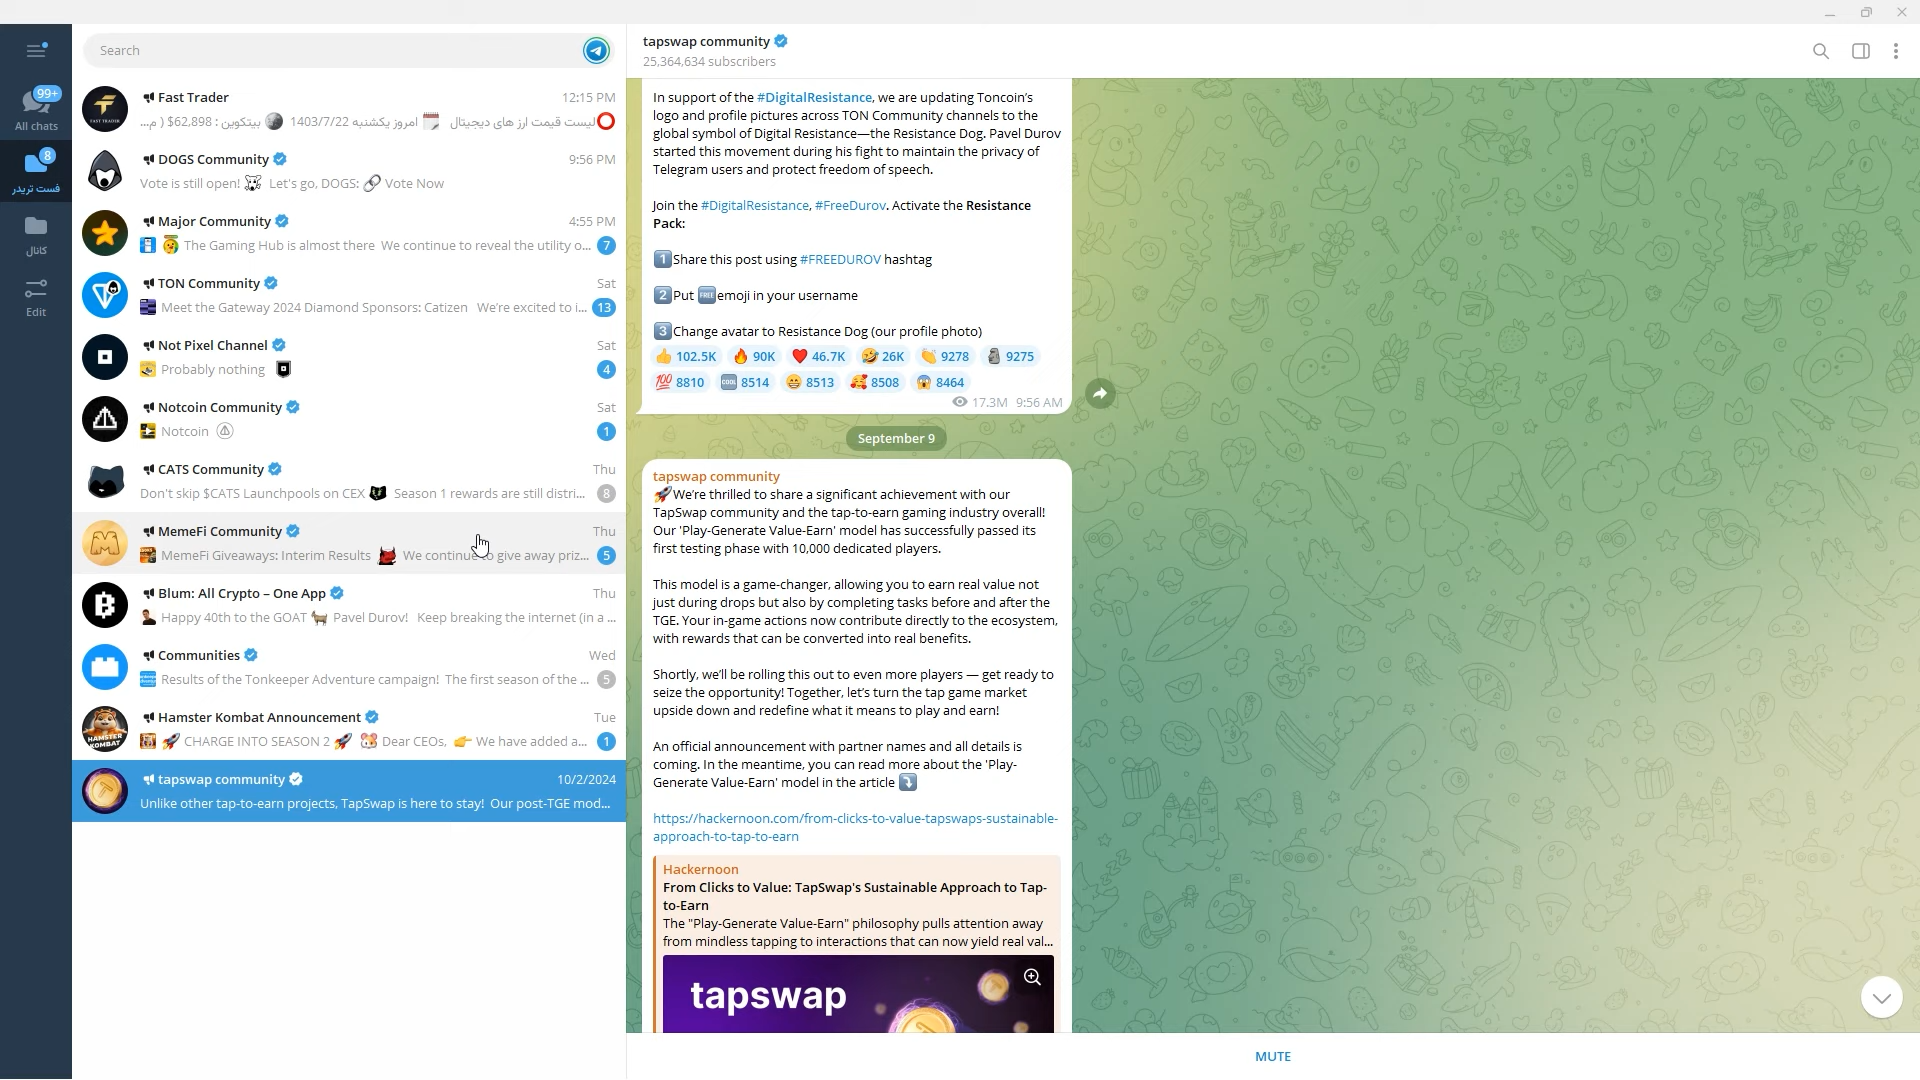 Search
99+
All chats
8
فست تریدر
کانال
Edit
Fast Trader 12:15 PM
لیست قیمت ارز های دیجیتال امروز یکشنبه 1403/7/22 بیتکوین : 62,898$ ( م...
DOGS Community 9:56 PM
Vote is still open! Let's go, DOGS: Vote Now
Major Community 4:55 PM
The Gaming Hub is almost there We continue to reveal the utility o... 7
TON Community Sat
Meet the Gateway 2024 Diamond Sponsors: Catizen We're excited to i... 13
Not Pixel Channel Sat
Probably nothing 4
Notcoin Community Sat
Notcoin 1
CATS Community Thu
Don't skip $CATS Launchpools on CEX Season 1 rewards are still distri... 8
MemeFi Community Thu
MemeFi Giveaways: Interim Results We continue to give away priz... 5
Blum: All Crypto – One App Thu
Happy 40th to the GOAT Pavel Durov! Keep breaking the internet (in a ...
Communities Wed
Results of the Tonkeeper Adventure campaign! The first season of the ... 5
HAMSTER
KOMBAT
Hamster Kombat Announcement Tue
CHARGE INTO SEASON 2 Dear CEOs, We have added a... 1
tapswap community 10/2/2024
Unlike other tap-to-earn projects, TapSwap is here to stay! Our post-TGE mod...
tapswap community
25,364,634 subscribers
In support of the #DigitalResistance, we are updating Toncoin's
logo and profile pictures across TON Community channels to the
global symbol of Digital Resistance—the Resistance Dog. Pavel Durov
started this movement during his fight to maintain the privacy of
Telegram users and protect freedom of speech.
Join the #DigitalResistance, #FreeDurov. Activate the Resistance
Pack:
1 Share this post using #FREEDUROV hashtag
2 Put FREE emoji in your username
3 Change avatar to Resistance Dog (our profile photo)
102.5K 90K 46.7K 26K 9278 9275
100 8810 COOL 8514 8513 8508 8464
17.3M 9:56 AM
September 9
tapswap community
We're thrilled to share a significant achievement with our
TapSwap community and the tap-to-earn gaming industry overall!
Our 'Play-Generate Value-Earn' model has successfully passed its
first testing phase with 10,000 dedicated players.
This model is a game-changer, allowing you to earn real value not
just during drops but also by completing tasks before and after the
TGE. Your in-game actions now contribute directly to the ecosystem,
with rewards that can be converted into real benefits.
Shortly, we'll be rolling this out to even more players — get ready to
seize the opportunity! Together, let's turn the tap game market
upside down and redefine what it means to play and earn!
An official announcement with partner names and all details is
coming. In the meantime, you can read more about the 'Play-
Generate Value-Earn' model in the article
https://hackernoon.com/from-clicks-to-value-tapswaps-sustainable-
approach-to-tap-to-earn
Hackernoon
From Clicks to Value: TapSwap's Sustainable Approach to Tap-
to-Earn
The "Play-Generate Value-Earn" philosophy pulls attention away
from mindless tapping to interactions that can now yield real val...
tapswap
MUTE